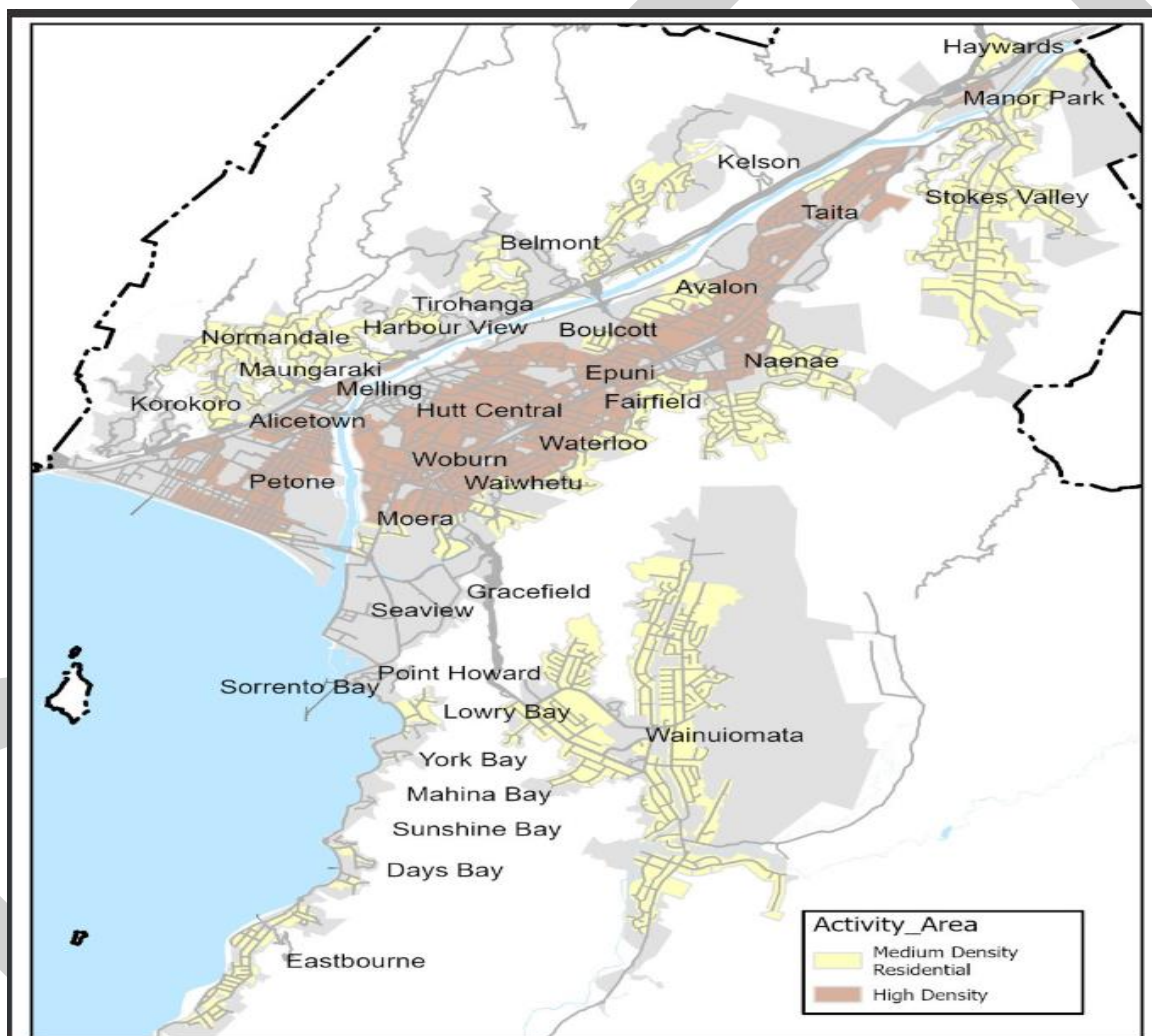 Haywards
Manor Park
Kelson
Stokes Valley
Taita
Belmont
Avalon
Tirohanga
Harbour View
Boulcott
Normandale
Naenae
Maungaraki
Epuni
Melling
Fairfield
Korokoro
Hutt Central
Alicetown
Waterloo
Woburn
Petone
Waiwhetu
Moera
Gracefield
Seaview
Point Howard
Sorrento Bay
Lowry Bay
Wainuiomata
York Bay
Mahina Bay
Sunshine Bay
Days Bay
Eastbourne
Activity_Area
Medium Density
Residential
High Density